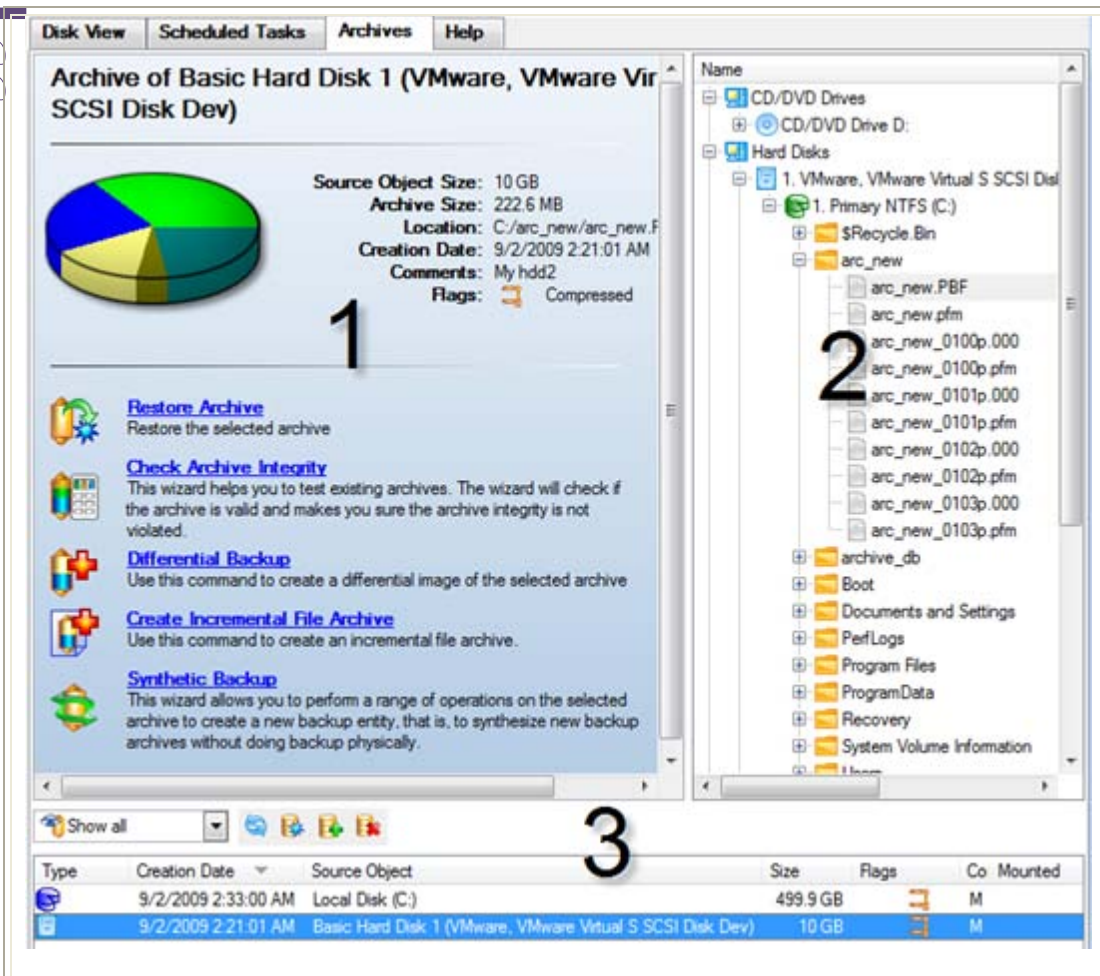 Disk View Scheduled Tasks Archives Help
Archive of Basic Hard Disk 1 (VMware, VMware Vir
SCSI Disk Dev)
Source Object Size: 10 GB
Archive Size: 222.6 MB
Location: C:/arc_new/arc_new.F
Creation Date: 9/2/2009 2:21:01 AM
Comments: My hdd2
Flags: Compressed
1
Restore Archive
Restore the selected archive
Check Archive Integrity
This wizard helps you to test existing archives. The wizard will check if
the archive is valid and makes you sure the archive integrity is not
violated.
Differential Backup
Use this command to create a differential image of the selected archive
Create Incremental File Archive
Use this command to create an incremental file archive.
Synthetic Backup
This wizard allows you to perform a range of operations on the selected
archive to create a new backup entity, that is, to synthesize new backup
archives without doing backup physically.
Name
CD/DVD Drives
CD/DVD Drive D:
Hard Disks
1. VMware, VMware Virtual S SCSI Disl
1. Primary NTFS (C:)
$Recycle.Bin
arc_new
arc_new.PBF
arc_new.pfm
arc_new_0100p.000
2
arc_new_0100p.pfm
arc_new_0101p.000
arc_new_0101p.pfm
arc_new_0102p.000
arc_new_0102p.pfm
arc_new_0103p.000
arc_new_0103p.pfm
archive_db
Boot
Documents and Settings
PerfLogs
Program Files
ProgramData
Recovery
System Volume Information
Users
Show all
3
Type Creation Date Source Object Size Flags Co Mounted
9/2/2009 2:33:00 AM Local Disk (C:) 499.9 GB M
9/2/2009 2:21:01 AM Basic Hard Disk 1 (VMware, VMware Virtual S SCSI Disk Dev) 10 GB M